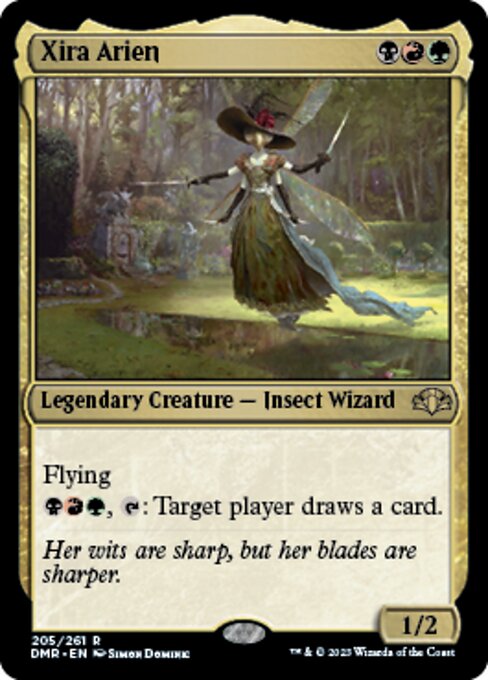 Xira Arien
Legendary Creature — Insect Wizard
Flying
: Target player draws a card.
Her wits are sharp, but her blades are
sharper.
1/2
205/261 R
DMR • EN Simon Dominic
™ & © 2023 Wizards of the Coast